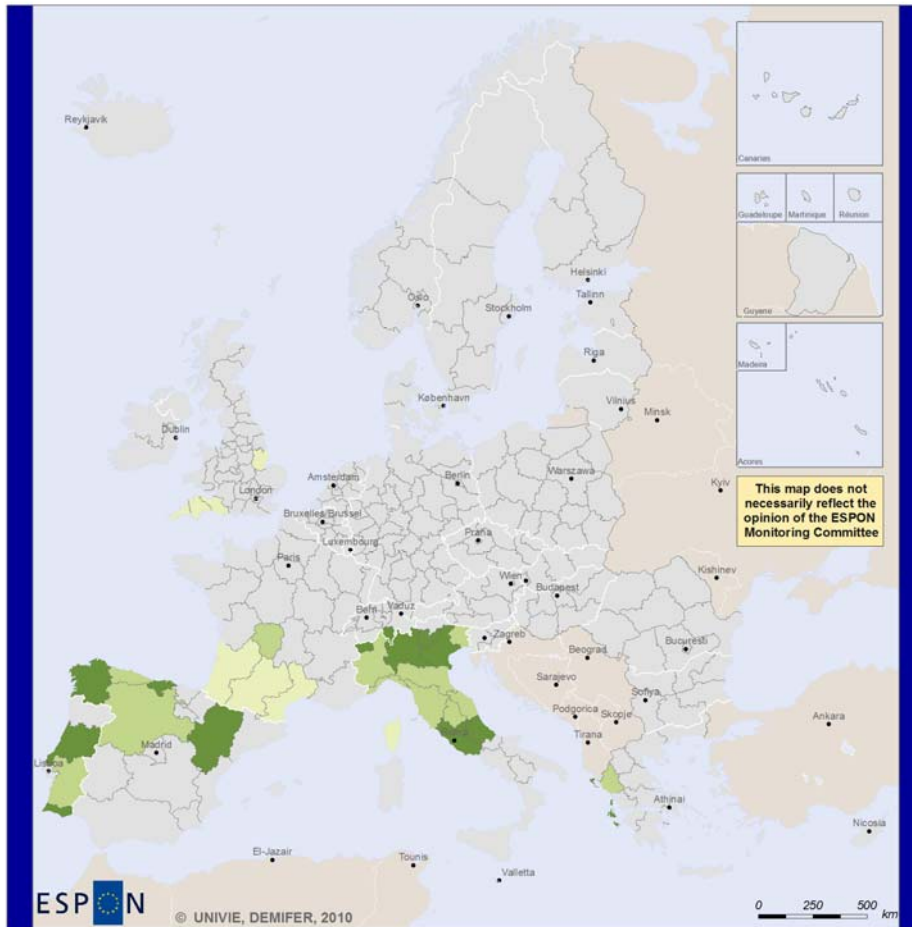 Reykjavik
Canaries
Guadeloupe
Martinique
Réunion
Guyane
Madeira
Acores
Oslo
Helsinki
Tallinn
Stockholm
Riga
København
Vilnius
Minsk
Dublin
London
Amsterdam
Berlin
Warszawa
Kyiv
This map does not
necessarily reflect the
opinion of the ESPON
Monitoring Committee
Bruxelles/Brussel
Luxembourg
Praha
Paris
Wien
Budapest
Kishinev
Bern
Vaduz
Zagreb
Beograd
Bucuresti
Sarajevo
Sofiya
Podgorica
Skopje
Tirana
Ankara
Madrid
Lisboa
Athinai
Nicosia
El-Jazair
Tounis
Valletta
ESPON
© UNIVIE, DEMIFER, 2010
0 250 500
km